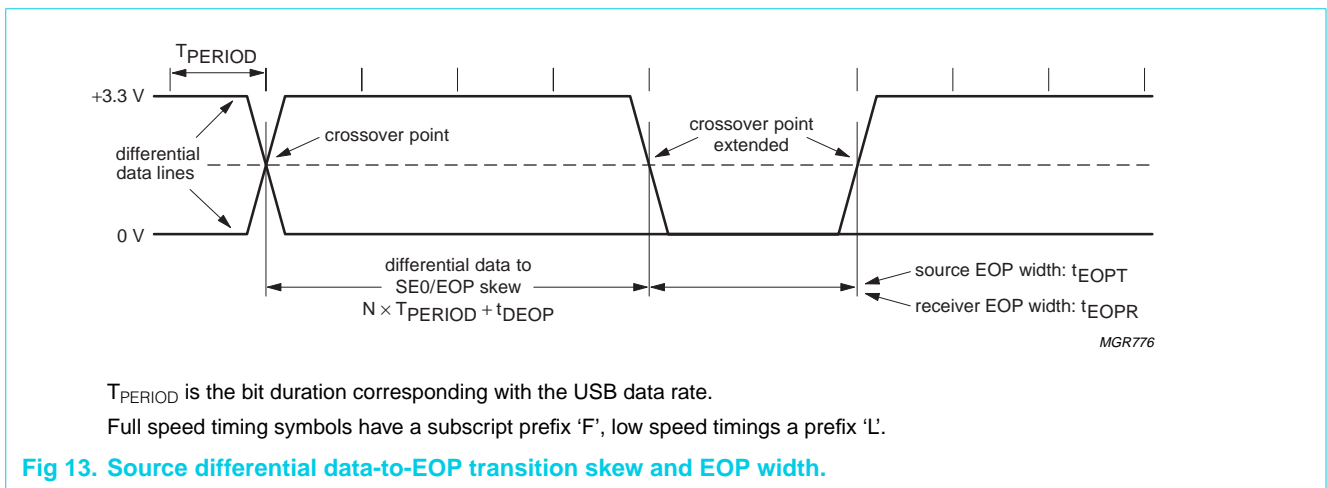 TPERIOD
+3.3 V
crossover point
crossover point
extended
differential
data lines
0 V
differential data to
SE0/EOP skew
N × TPERIOD + tDEOP
source EOP width: tEOPT
receiver EOP width: tEOPR
MGR776
TPERIOD is the bit duration corresponding with the USB data rate.
Full speed timing symbols have a subscript prefix ‘F’, low speed timings a prefix ‘L’.
Fig 13. Source differential data-to-EOP transition skew and EOP width.